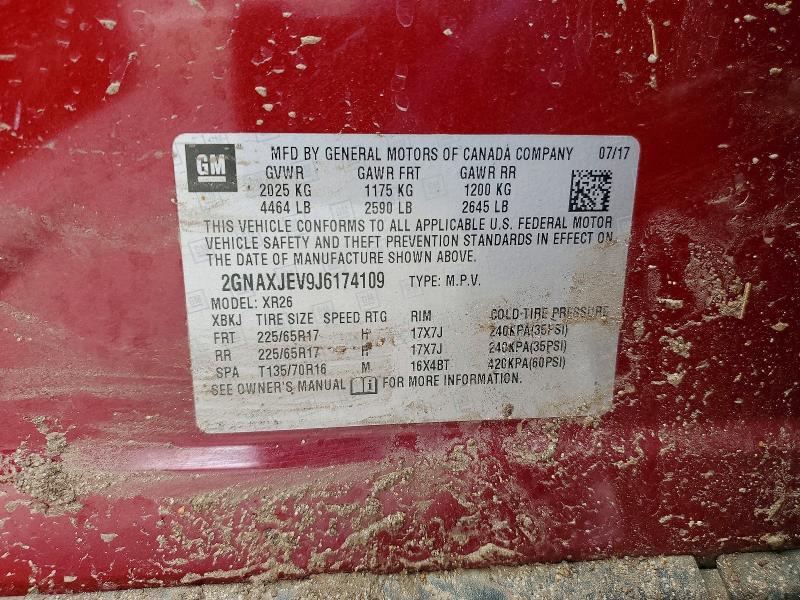 GM
MFD BY GENERAL MOTORS OF CANADA COMPANY 07/17
GVWR GAWR FRT GAWR RR
2025 KG 1175 KG 1200 KG
4464 LB 2590 LB 2645 LB
THIS VEHICLE CONFORMS TO ALL APPLICABLE U.S. FEDERAL MOTOR
VEHICLE SAFETY AND THEFT PREVENTION STANDARDS IN EFFECT ON
THE DATE OF MANUFACTURE SHOWN ABOVE.
2GNAXJEV9J6174109 TYPE: M.P.V.
MODEL: XR26
XBKJ TIRE SIZE SPEED RTG RIM COLD TIRE PRESSURE
FRT 225/65R17 H 17X7J 240KPA(35PSI)
RR 225/65R17 H 17X7J 240KPA(35PSI)
SPA T135/70R16 M 16X4BT 420KPA(60PSI)
SEE OWNER'S MANUAL FOR MORE INFORMATION.